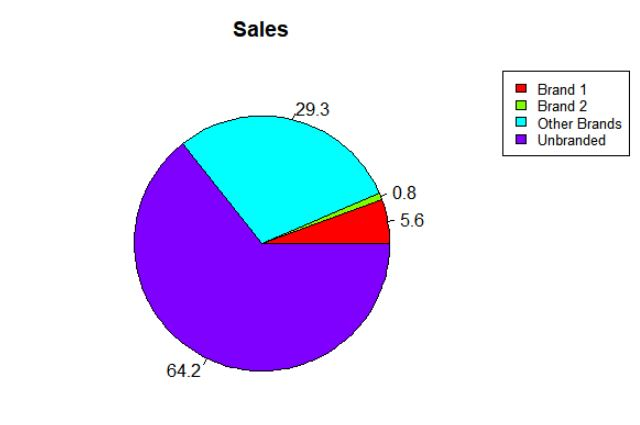 Sales
Brand 1
Brand 2
Other Brands
Unbranded
29.3
0.8
5.6
64.2